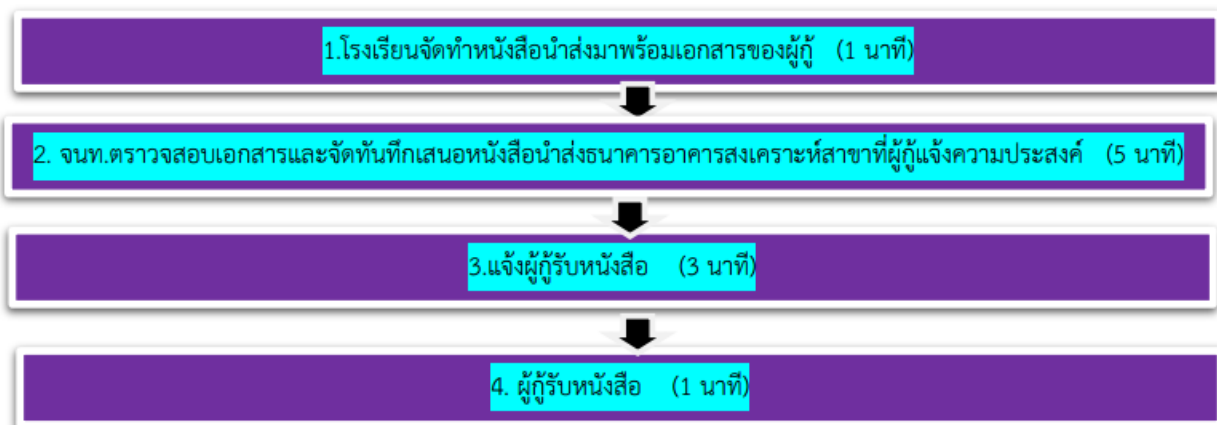 1.โรงเรียนจัดทำหนังสือนำส่งมาพร้อมเอกสารของผู้กู้ (1 นาที)
2. จนท.ตราวจสอบเอกสารและจัดทันทึกเสนอหนังสือนำส่งธนาคารอาคารสงเคราะห์สาขาที่ผู้กู้แจ้งความประสงค์ (5 นาที)
3.แจ้งผู้กู้รับหนังสือ (3 นาที)
4. ผู้กู้รับหนังสือ (1 นาที)